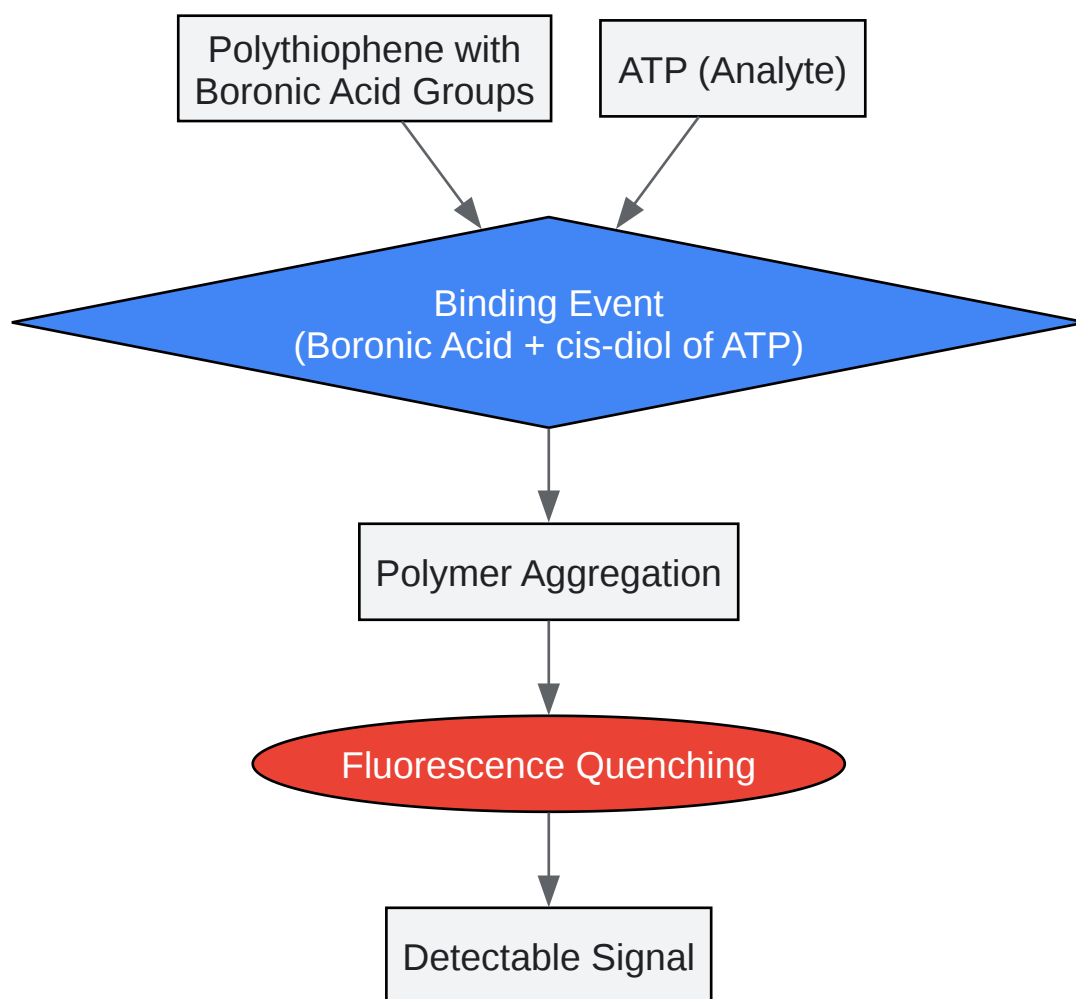 Polythiophene with
Boronic Acid Groups
ATP (Analyte)
Binding Event
(Boronic Acid + cis-diol of ATP)
Polymer Aggregation
Fluorescence Quenching
Detectable Signal